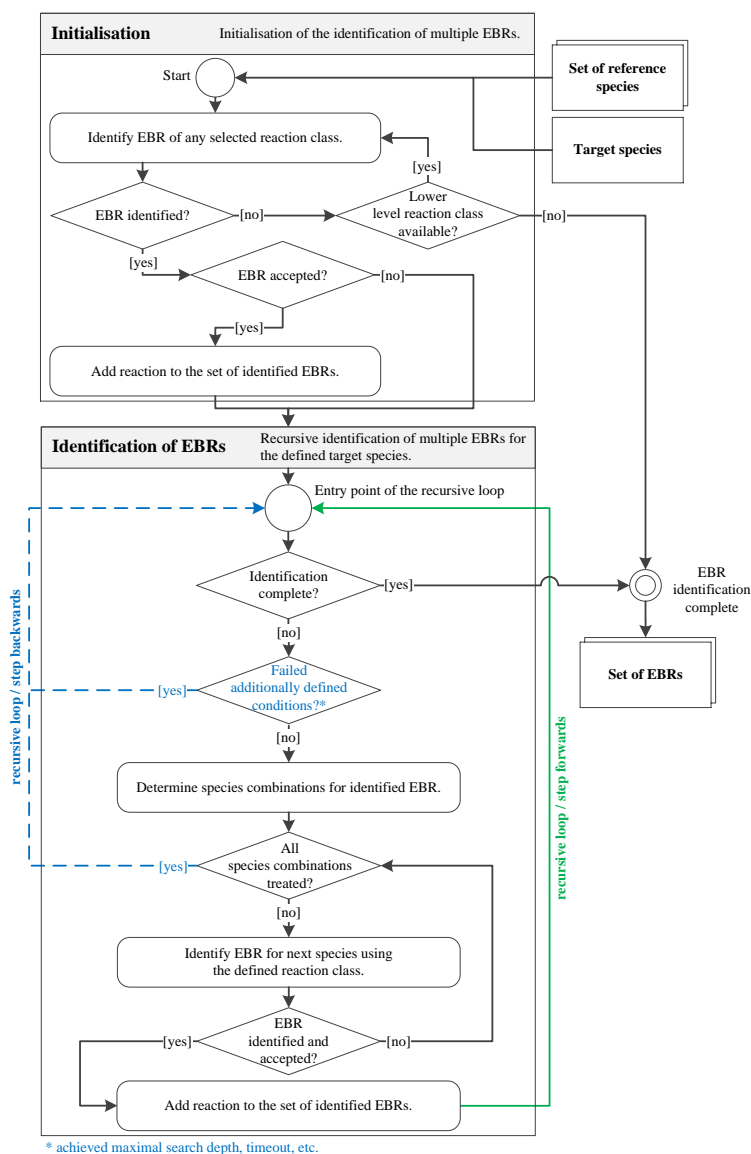 Initialisation
Initialisation of the identification of multiple EBRs.
Start
Set of reference
species
Target species
Identify EBR of any selected reaction class.
[yes]
EBR identified?
[no]
Lower
level reaction class
available?
[no]
[yes]
EBR accepted?
[no]
[yes]
Add reaction to the set of identified EBRs.
Identification of EBRs
Recursive identification of multiple EBRs for
the defined target species.
Entry point of the recursive loop
Identification
complete?
[yes]
EBR
identification
complete
[no]
Set of EBRs
Failed
additionally defined
conditions?*
[yes]
[no]
recursive loop / step backwards
recursive loop / step forwards
Determine species combinations for identified EBR.
All
species combinations
treated?
[yes]
[no]
Identify EBR for next species using
the defined reaction class.
EBR
identified and
accepted?
[yes]
[no]
Add reaction to the set of identified EBRs.
* achieved maximal search depth, timeout, etc.